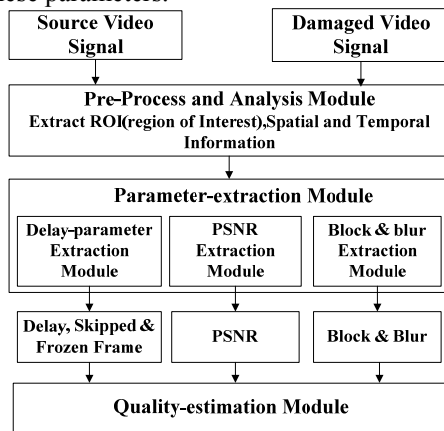 these parameters.
Source Video
Signal
Damaged Video
Signal
Pre-Process and Analysis Module
Extract ROI(region of Interest),Spatial and Temporal
Information
Parameter-extraction Module
Delay-parameter
Extraction
Module
PSNR
Extraction
Module
Block & blur
Extraction
Module
Delay, Skipped &
Frozen Frame
PSNR
Block & Blur
Quality-estimation Module